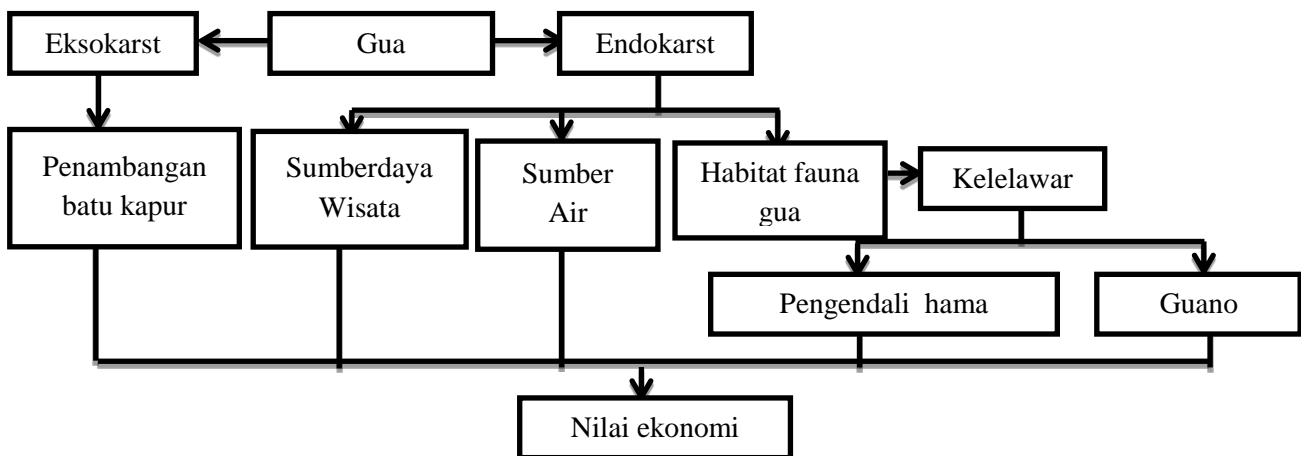 Eksokarst
Gua
Endokarst
Penambangan
batu kapur
Sumberdaya
Wisata
Sumber
Air
Habitat fauna
gua
Kelelawar
Pengendali hama
Guano
Nilai ekonomi